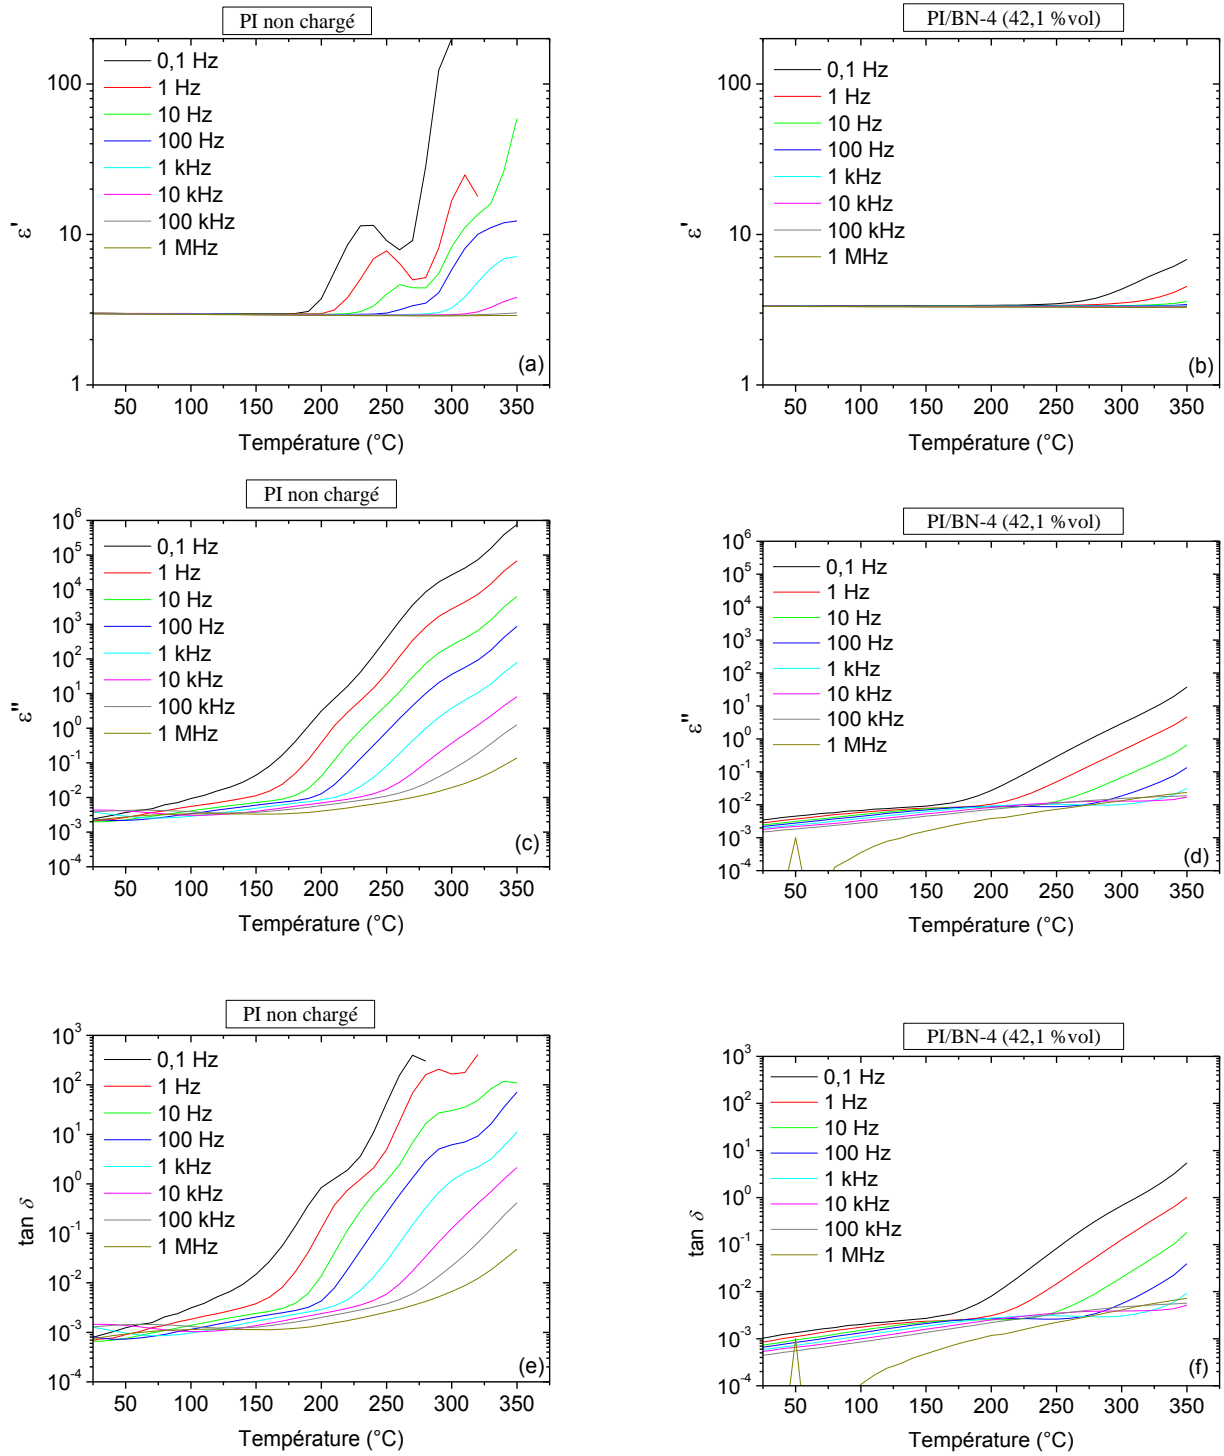 PI non chargé
ε'
100
10
1
0,1 Hz
1 Hz
10 Hz
100 Hz
1 kHz
10 kHz
100 kHz
1 MHz
(a)
50 100 150 200 250 300 350
Température (°C)
PI/BN-4 (42,1 %vol)
ε'
100
10
1
0,1 Hz
1 Hz
10 Hz
100 Hz
1 kHz
10 kHz
100 kHz
1 MHz
(b)
50 100 150 200 250 300 350
Température (°C)
PI non chargé
ε"
10⁶
10⁵
10⁴
10³
10²
10¹
10⁰
10⁻¹
10⁻²
10⁻³
10⁻⁴
0,1 Hz
1 Hz
10 Hz
100 Hz
1 kHz
10 kHz
100 kHz
1 MHz
(c)
50 100 150 200 250 300 350
Température (°C)
PI/BN-4 (42,1 %vol)
ε"
10⁶
10⁵
10⁴
10³
10²
10¹
10⁰
10⁻¹
10⁻²
10⁻³
10⁻⁴
0,1 Hz
1 Hz
10 Hz
100 Hz
1 kHz
10 kHz
100 kHz
1 MHz
(d)
50 100 150 200 250 300 350
Température (°C)
PI non chargé
tan δ
10³
10²
10¹
10⁰
10⁻¹
10⁻²
10⁻³
10⁻⁴
0,1 Hz
1 Hz
10 Hz
100 Hz
1 kHz
10 kHz
100 kHz
1 MHz
(e)
50 100 150 200 250 300 350
Température (°C)
PI/BN-4 (42,1 %vol)
tan δ
10³
10²
10¹
10⁰
10⁻¹
10⁻²
10⁻³
10⁻⁴
0,1 Hz
1 Hz
10 Hz
100 Hz
1 kHz
10 kHz
100 kHz
1 MHz
(f)
50 100 150 200 250 300 350
Température (°C)